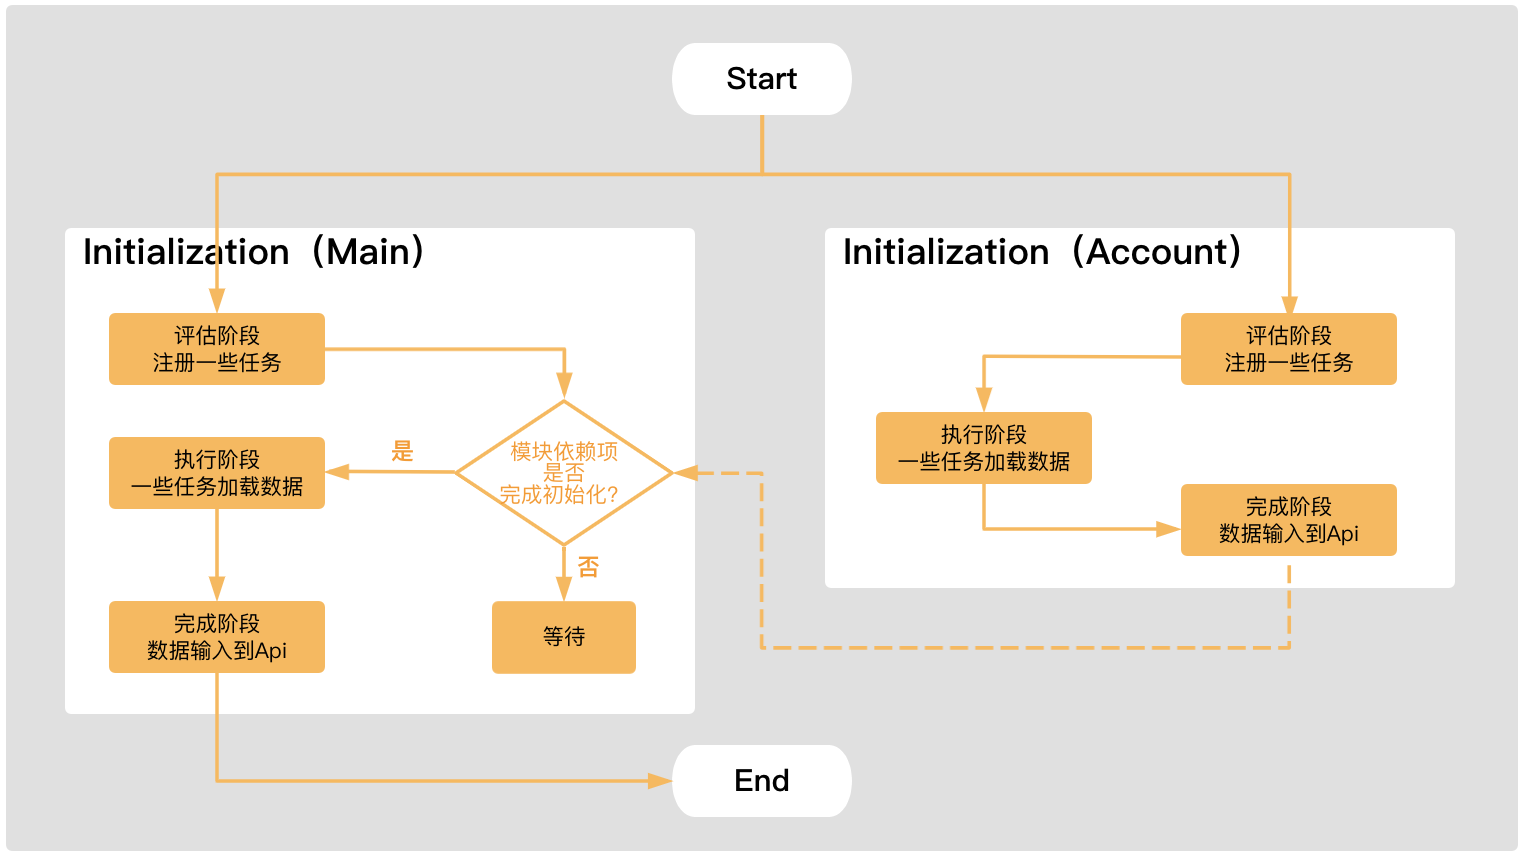 Start
Initialization（Main）
评估阶段
注册一些任务
模块依赖项
是否
完成初始化?
是
执行阶段
一些任务加载数据
否
完成阶段
数据输入到Api
等待
Initialization（Account）
评估阶段
注册一些任务
执行阶段
一些任务加载数据
完成阶段
数据输入到Api
End